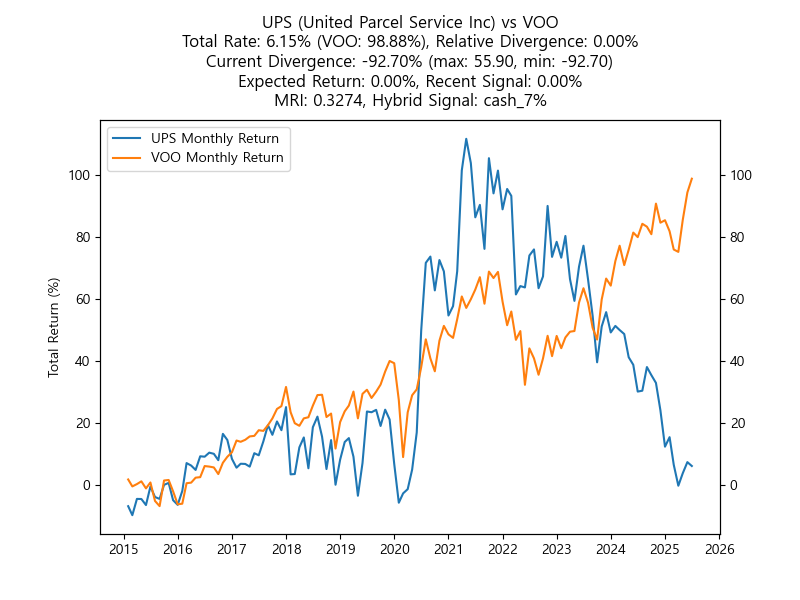 UPS (United Parcel Service Inc) vs VOO
Total Rate: 6.15% (VOO: 98.88%), Relative Divergence: 0.00%
Current Divergence: -92.70% (max: 55.90, min: -92.70)
Expected Return: 0.00%, Recent Signal: 0.00%
MRI: 0.3274, Hybrid Signal: cash_7%
UPS Monthly Return
VOO Monthly Return
Total Return (%)
100 100
80 80
60 60
40 40
20 20
0 0
2015 2016 2017 2018 2019 2020 2021 2022 2023 2024 2025 2026